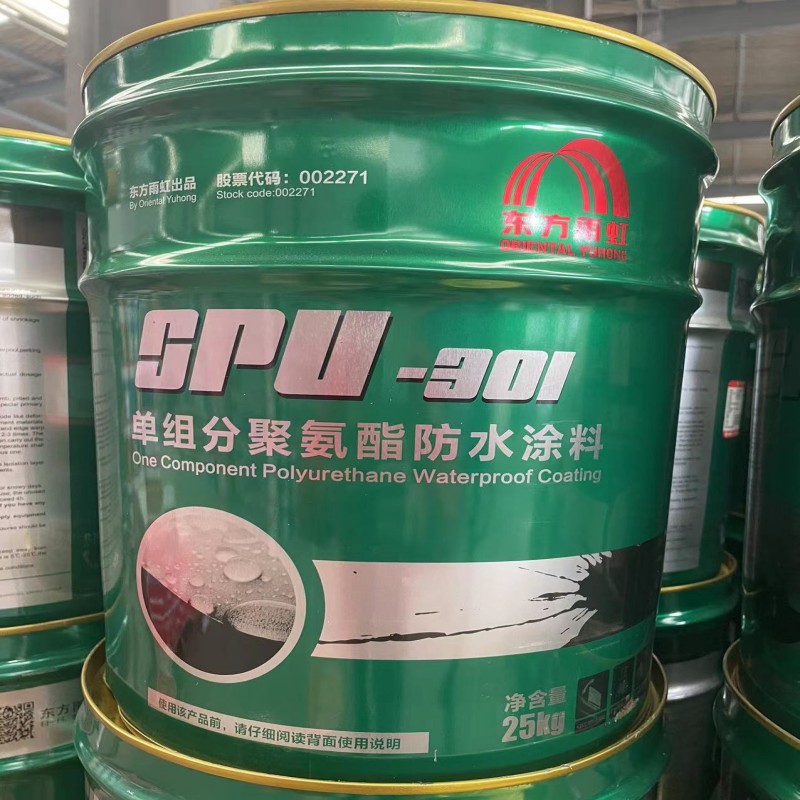 东方雨虹出品
By Oriental Yuhong
股票代码：002271
Stock code:002271
东方雨虹
ORIENTAL YUHONG
SPU-301
单组分聚氨酯防水涂料
One Component Polyurethane Waterproof Coating
净含量
25kg
使用该产品前，请仔细阅读背面使用说明
东方雨